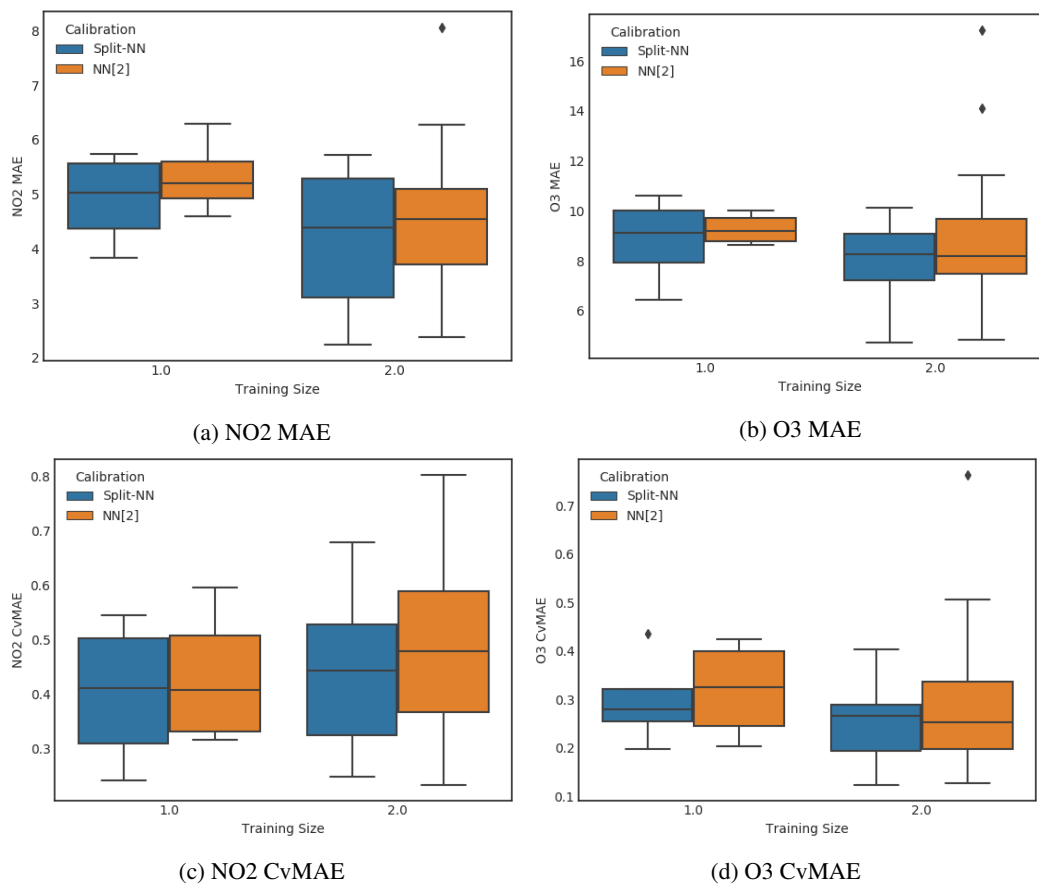 8
7
6
5
4
3
2
NO2 MAE
Calibration
Split-NN
NN[2]
1.0
2.0
Training Size
(a) NO2 MAE
16
14
12
10
8
6
O3 MAE
Calibration
Split-NN
NN[2]
1.0
2.0
Training Size
(b) O3 MAE
0.8
0.7
0.6
0.5
0.4
0.3
NO2 CvMAE
Calibration
Split-NN
NN[2]
1.0
2.0
Training Size
(c) NO2 CvMAE
0.7
0.6
0.5
0.4
0.3
0.2
0.1
O3 CvMAE
Calibration
Split-NN
NN[2]
1.0
2.0
Training Size
(d) O3 CvMAE